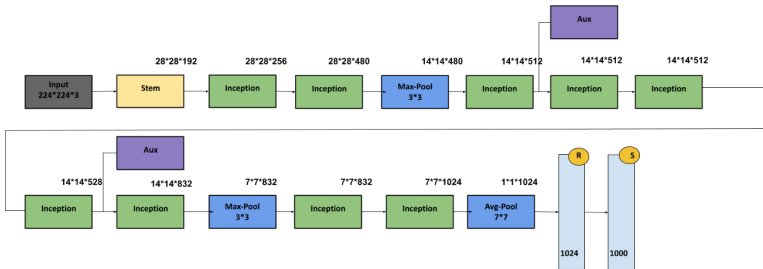 Aux
28*28*192
28*28*256
28*28*480
14*14*480
14*14*512
14*14*512
14*14*512
Input
224*224*3
Stem
Inception
Inception
Max-Pool
3*3
Inception
Inception
Inception
Aux
R
S
14*14*528
14*14*832
7*7*832
7*7*832
7*7*1024
1*1*1024
Inception
Inception
Max-Pool
3*3
Inception
Inception
Avg-Pool
7*7
1024
1000